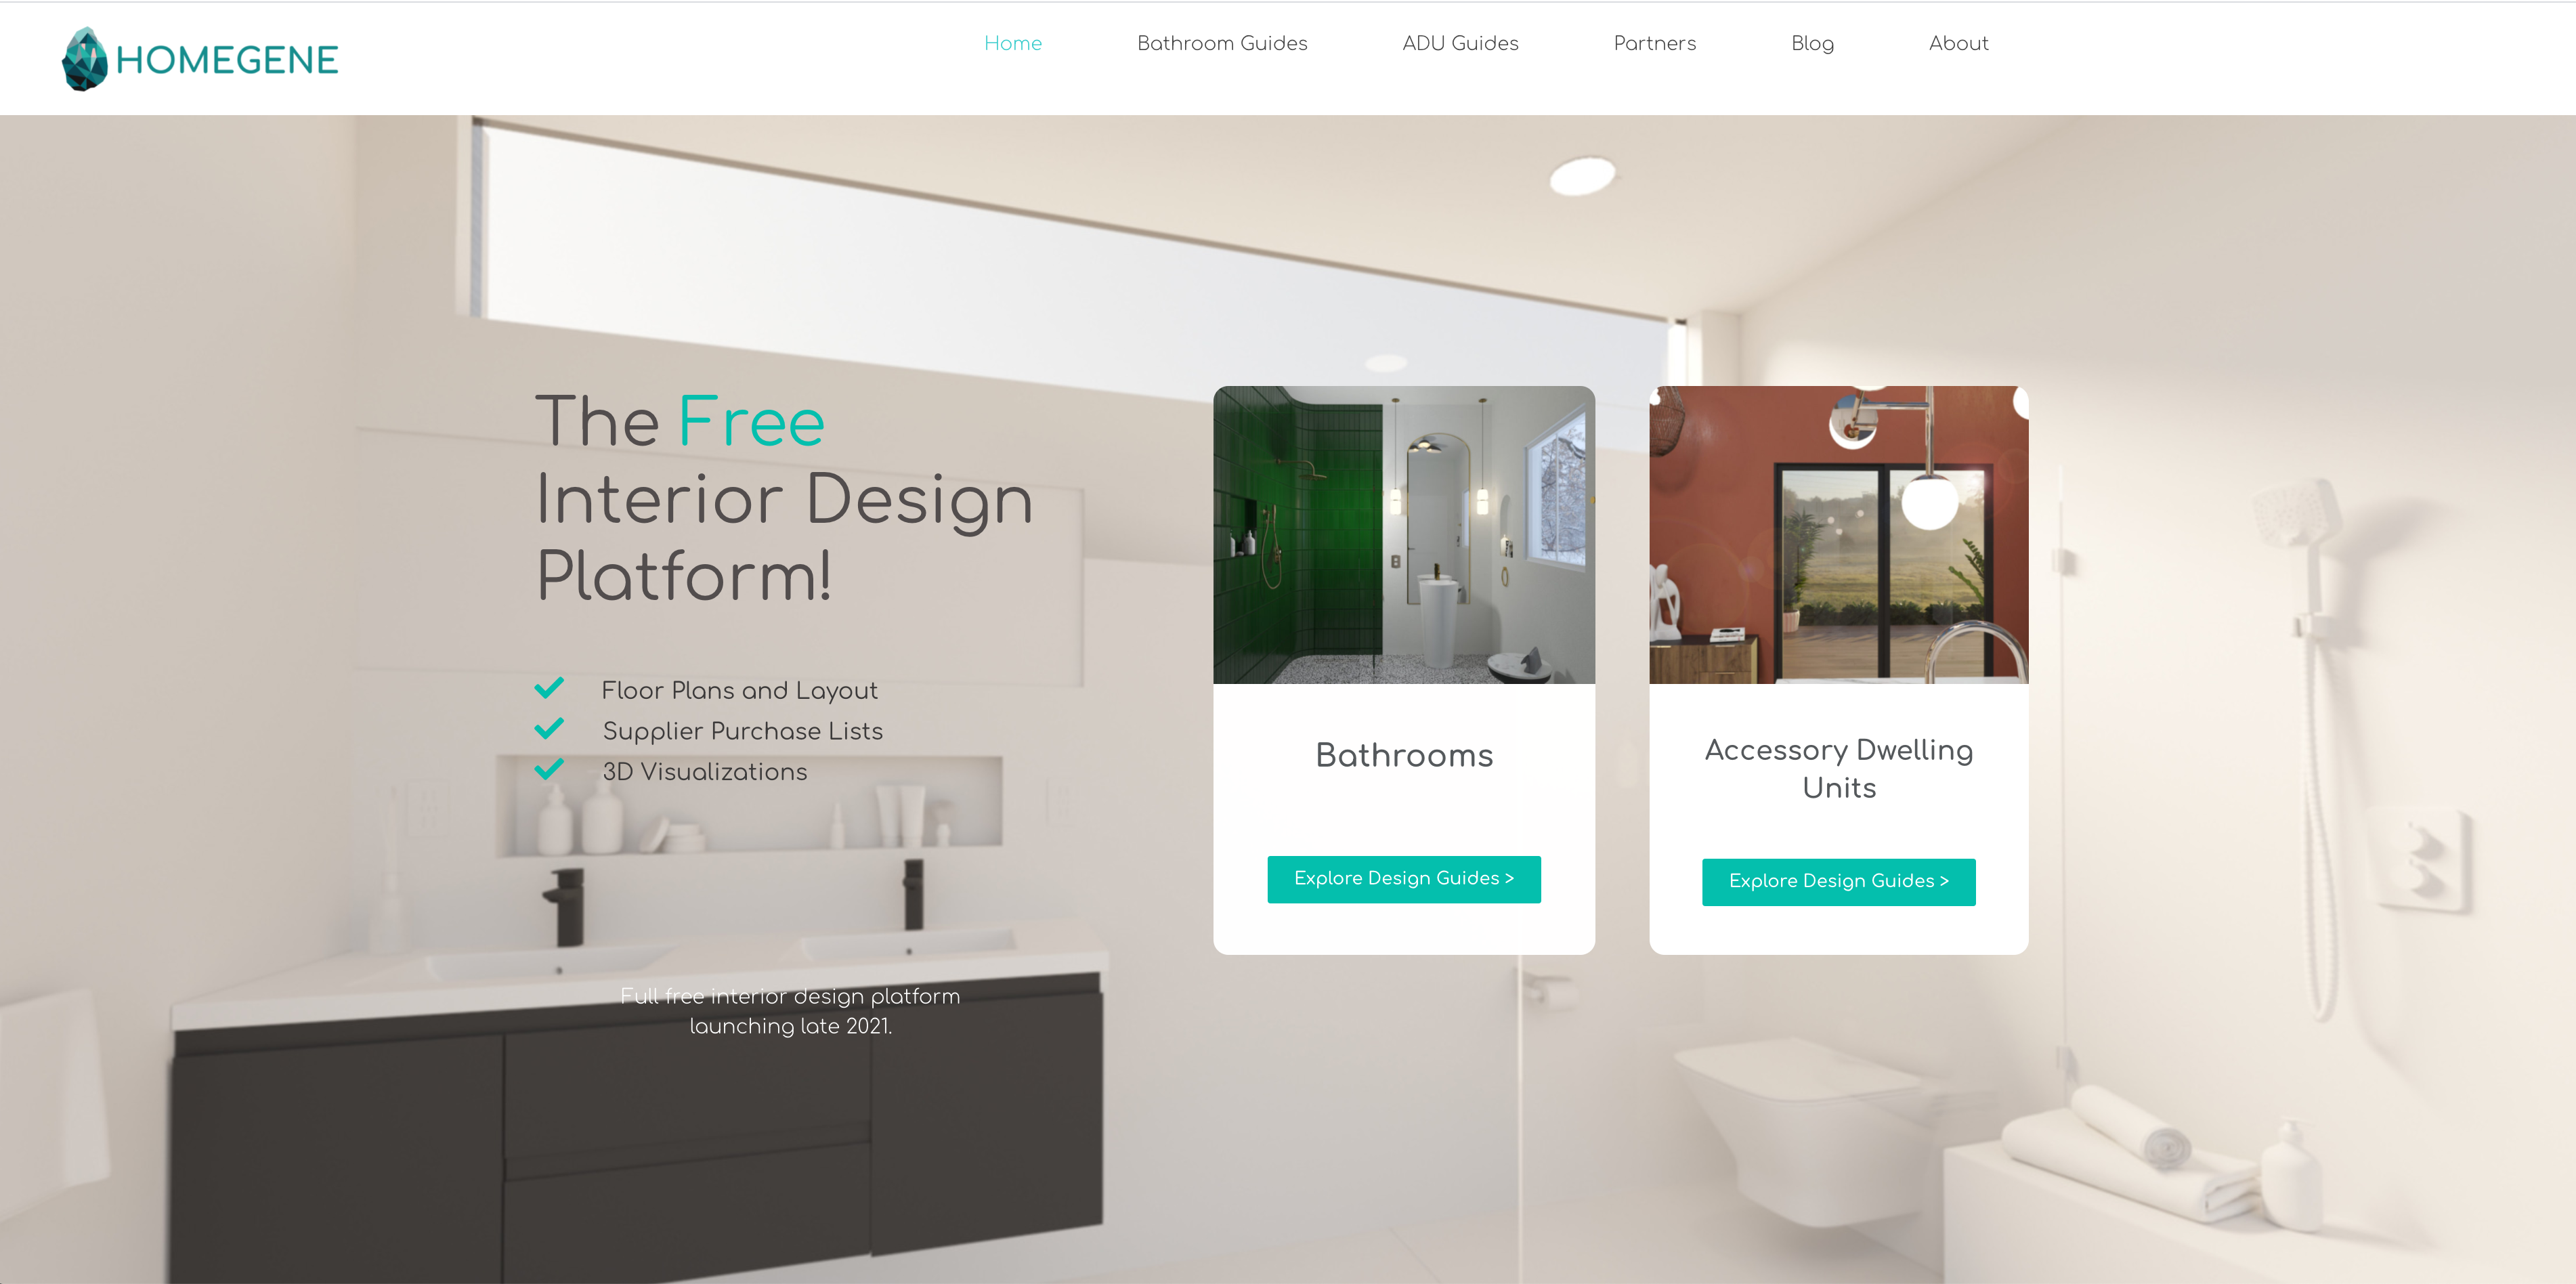 HOMEGENE
Home
Bathroom Guides
ADU Guides
Partners
Blog
About
The Free
Interior Design
Platform!
Floor Plans and Layout
Supplier Purchase Lists
3D Visualizations
Full free interior design platform
launching late 2021.
Bathrooms
Explore Design Guides >
Accessory Dwelling
Units
Explore Design Guides >